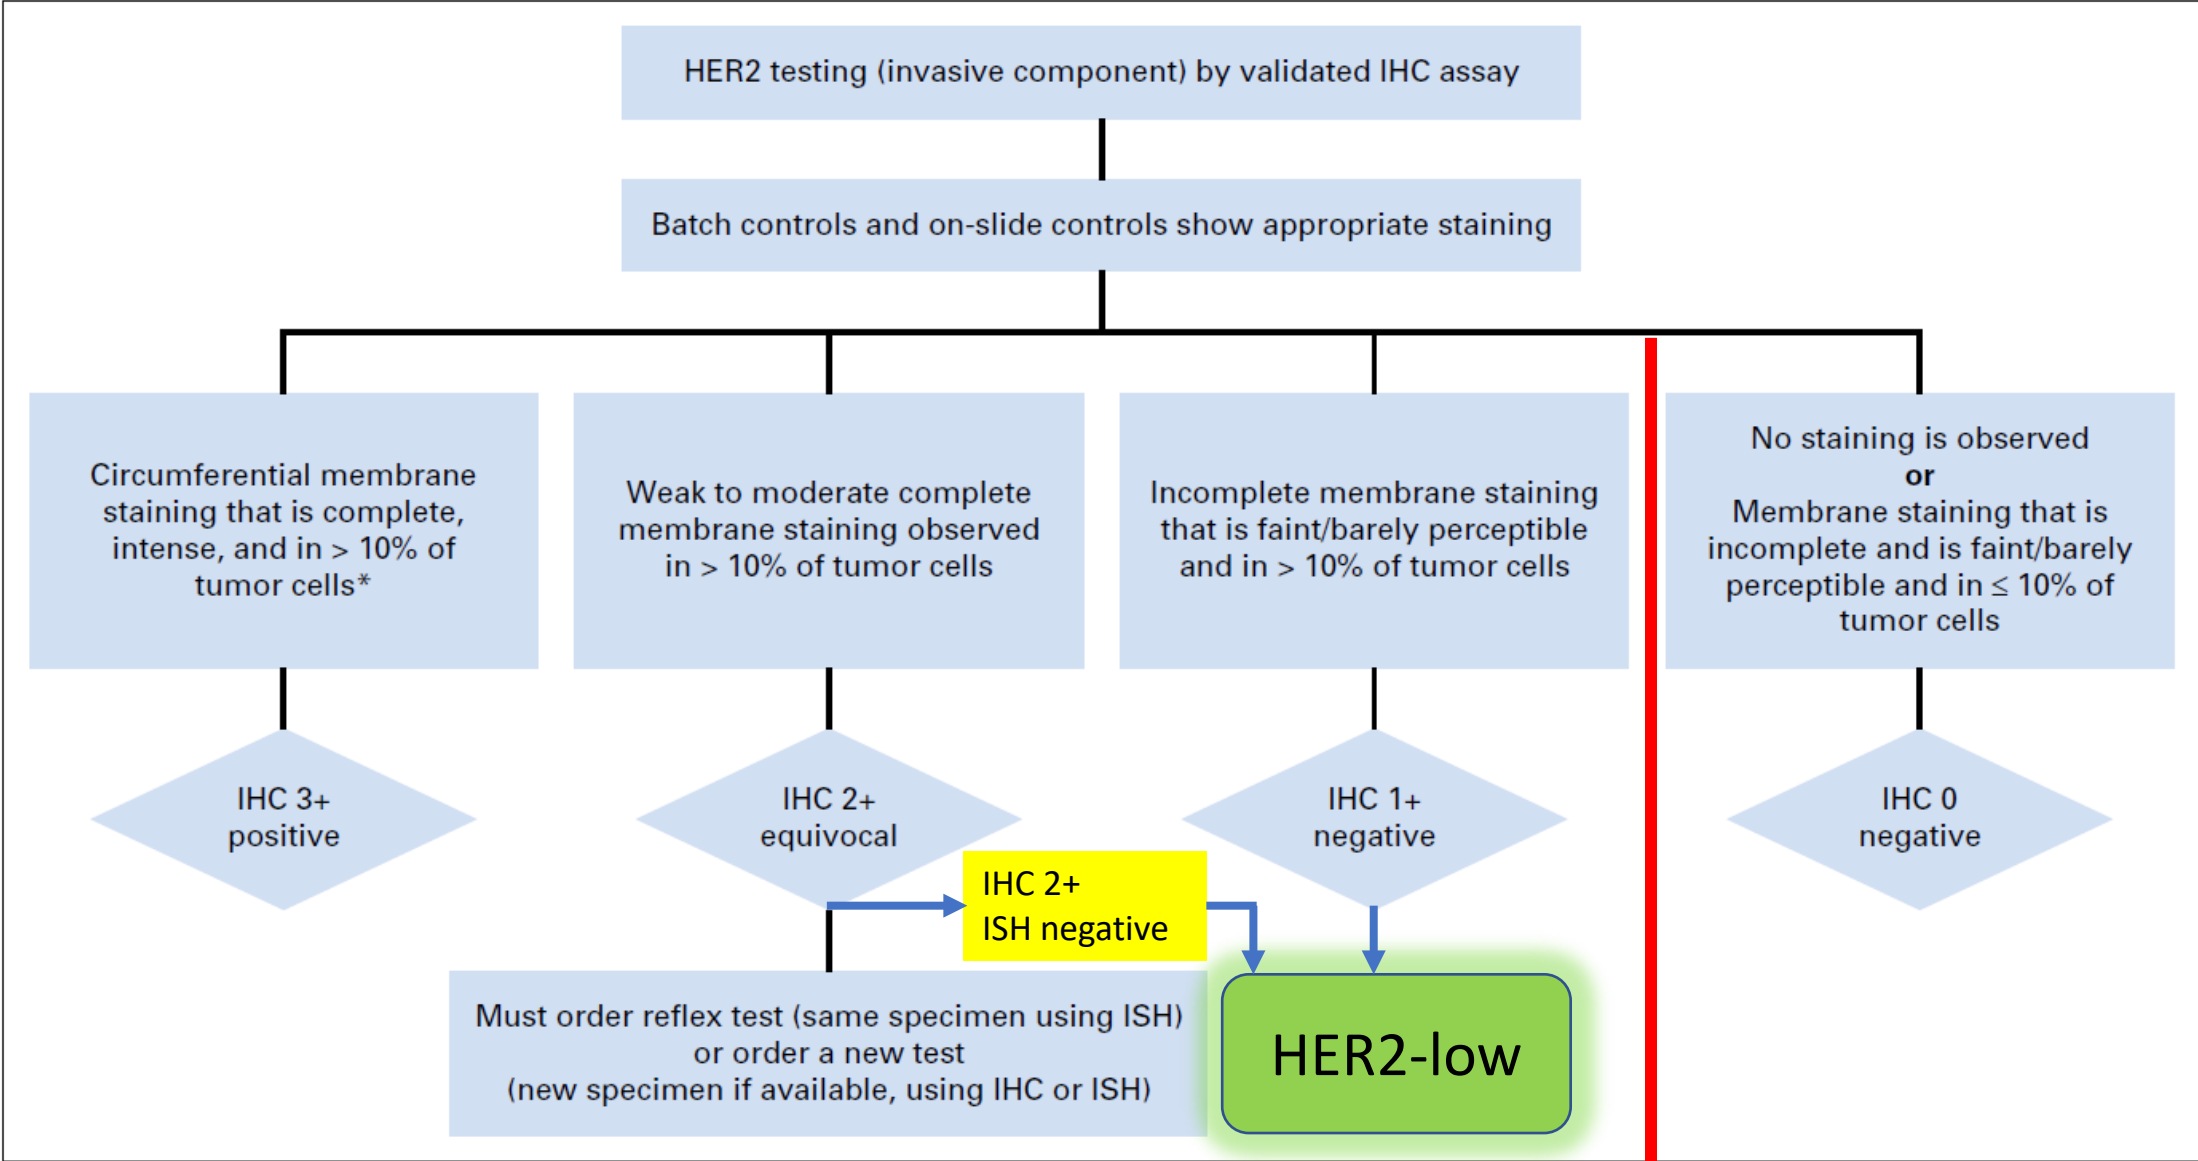 HER2 testing (invasive component) by validated IHC assay
Batch controls and on-slide controls show appropriate staining
Circumferential membrane
staining that is complete,
intense, and in > 10% of
tumor cells*
Weak to moderate complete
membrane staining observed
in > 10% of tumor cells
Incomplete membrane staining
that is faint/barely perceptible
and in > 10% of tumor cells
No staining is observed
or
Membrane staining that is
incomplete and is faint/barely
perceptible and in ≤ 10% of
tumor cells
IHC 3+
positive
IHC 2+
equivocal
IHC 1+
negative
IHC 0
negative
IHC 2+
ISH negative
Must order reflex test (same specimen using ISH)
or order a new test
(new specimen if available, using IHC or ISH)
HER2-low